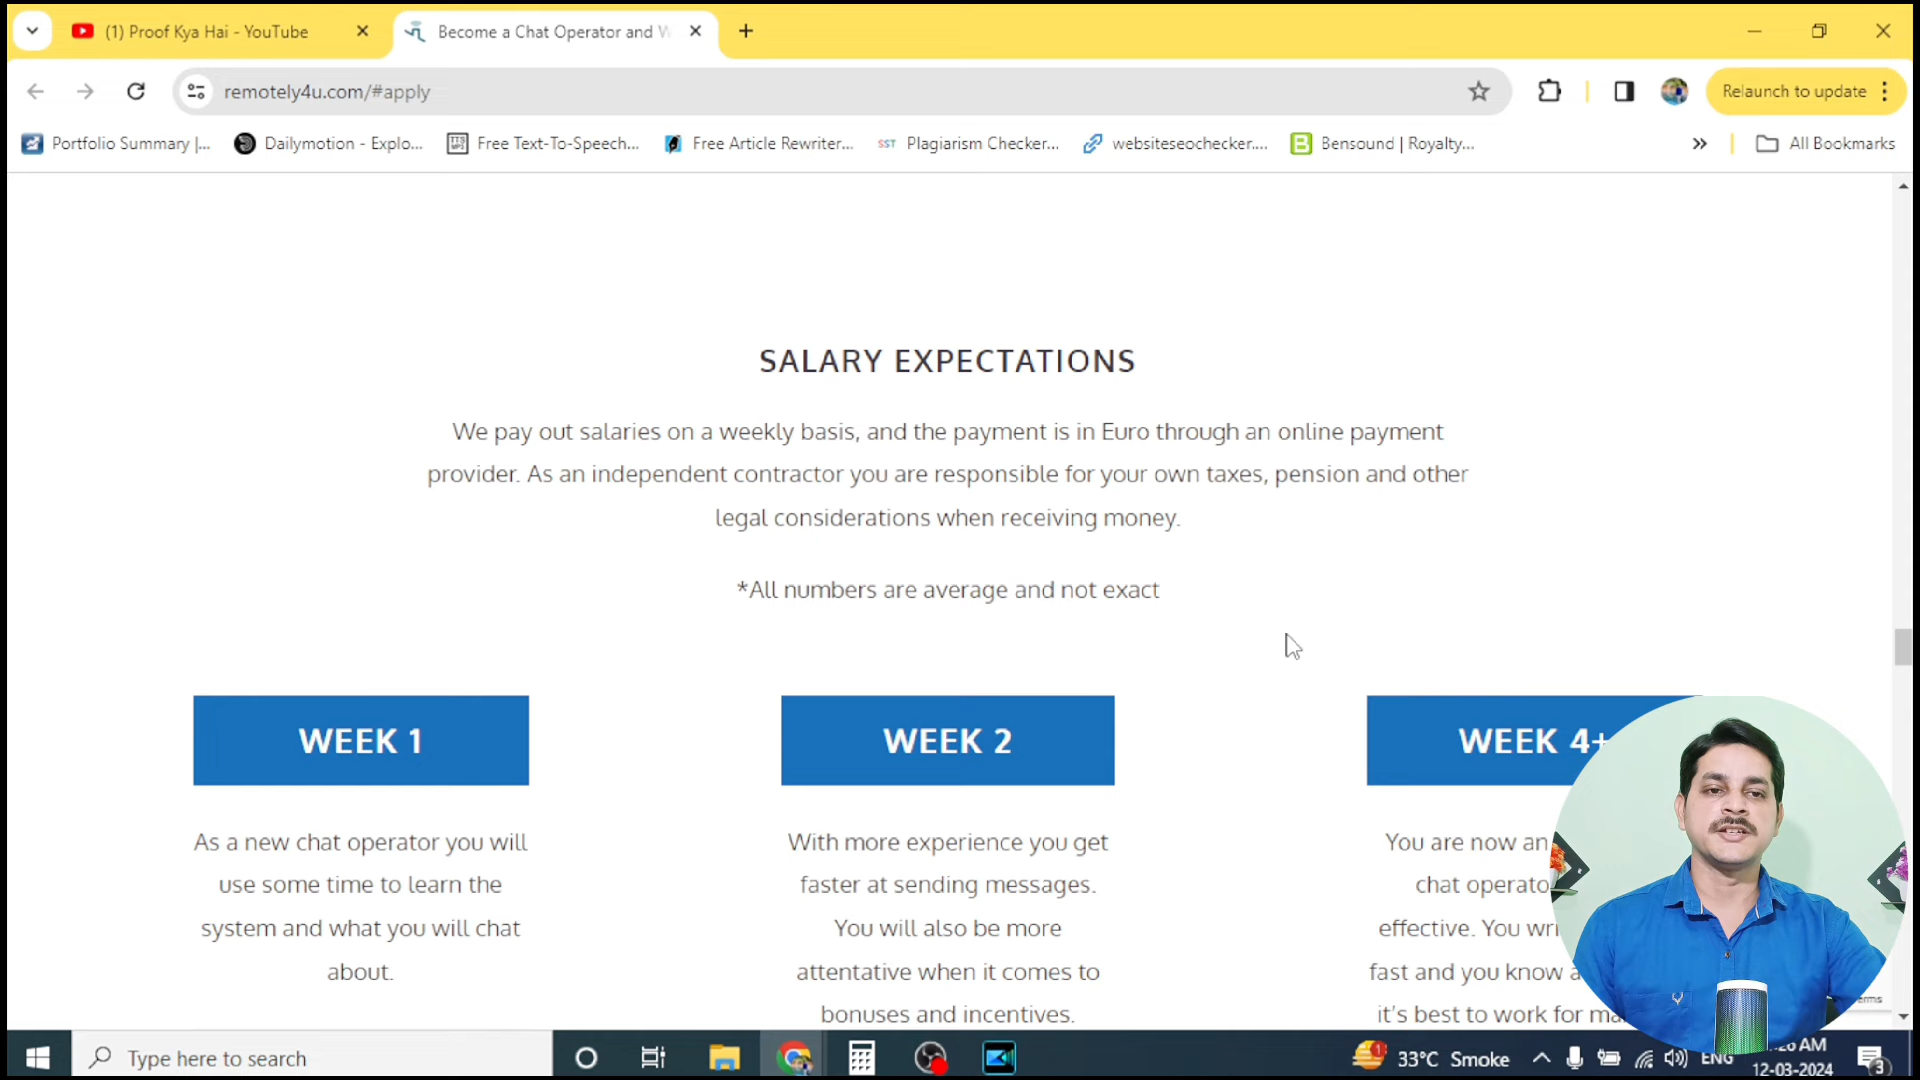 (1) Proof Kya Hai - YouTube
Become a Chat Operator and W
remotely4u.com/#apply
Relaunch to update
Portfolio Summary |...
Dailymotion - Explo...
Free Text-To-Speech...
Free Article Rewriter...
SST Plagiarism Checker...
websiteseochecker....
Bensound | Royalty...
All Bookmarks
SALARY EXPECTATIONS
We pay out salaries on a weekly basis, and the payment is in Euro through an online payment
provider. As an independent contractor you are responsible for your own taxes, pension and other
legal considerations when receiving money.
*All numbers are average and not exact
WEEK 1
As a new chat operator you will
use some time to learn the
system and what you will chat
about.
WEEK 2
With more experience you get
faster at sending messages.
You will also be more
attentative when it comes to
bonuses and incentives.
WEEK 4+
You are now an
chat operato
effective. You wri
fast and you know a
it's best to work for ma
Type here to search
33°C Smoke
ENG
:26 AM
12-03-2024
3